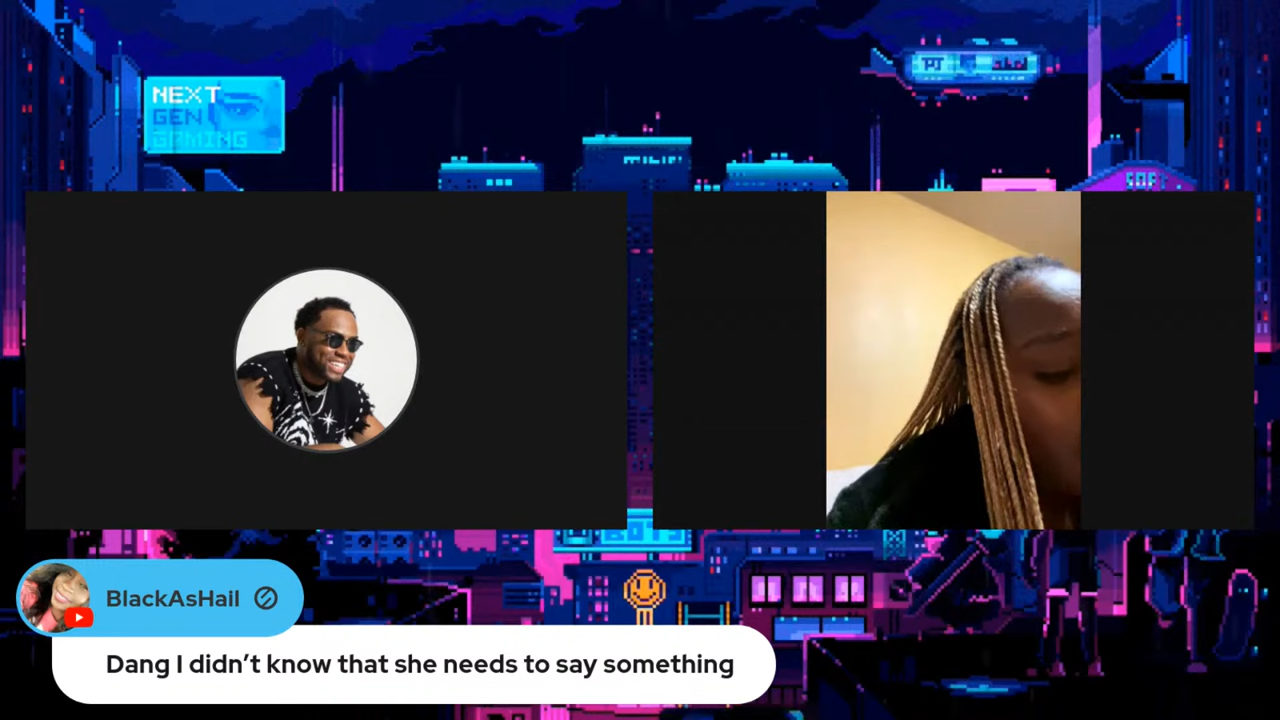 NEXT
GEN
GAMING
BlackAsHail
Dang I didn’t know that she needs to say something